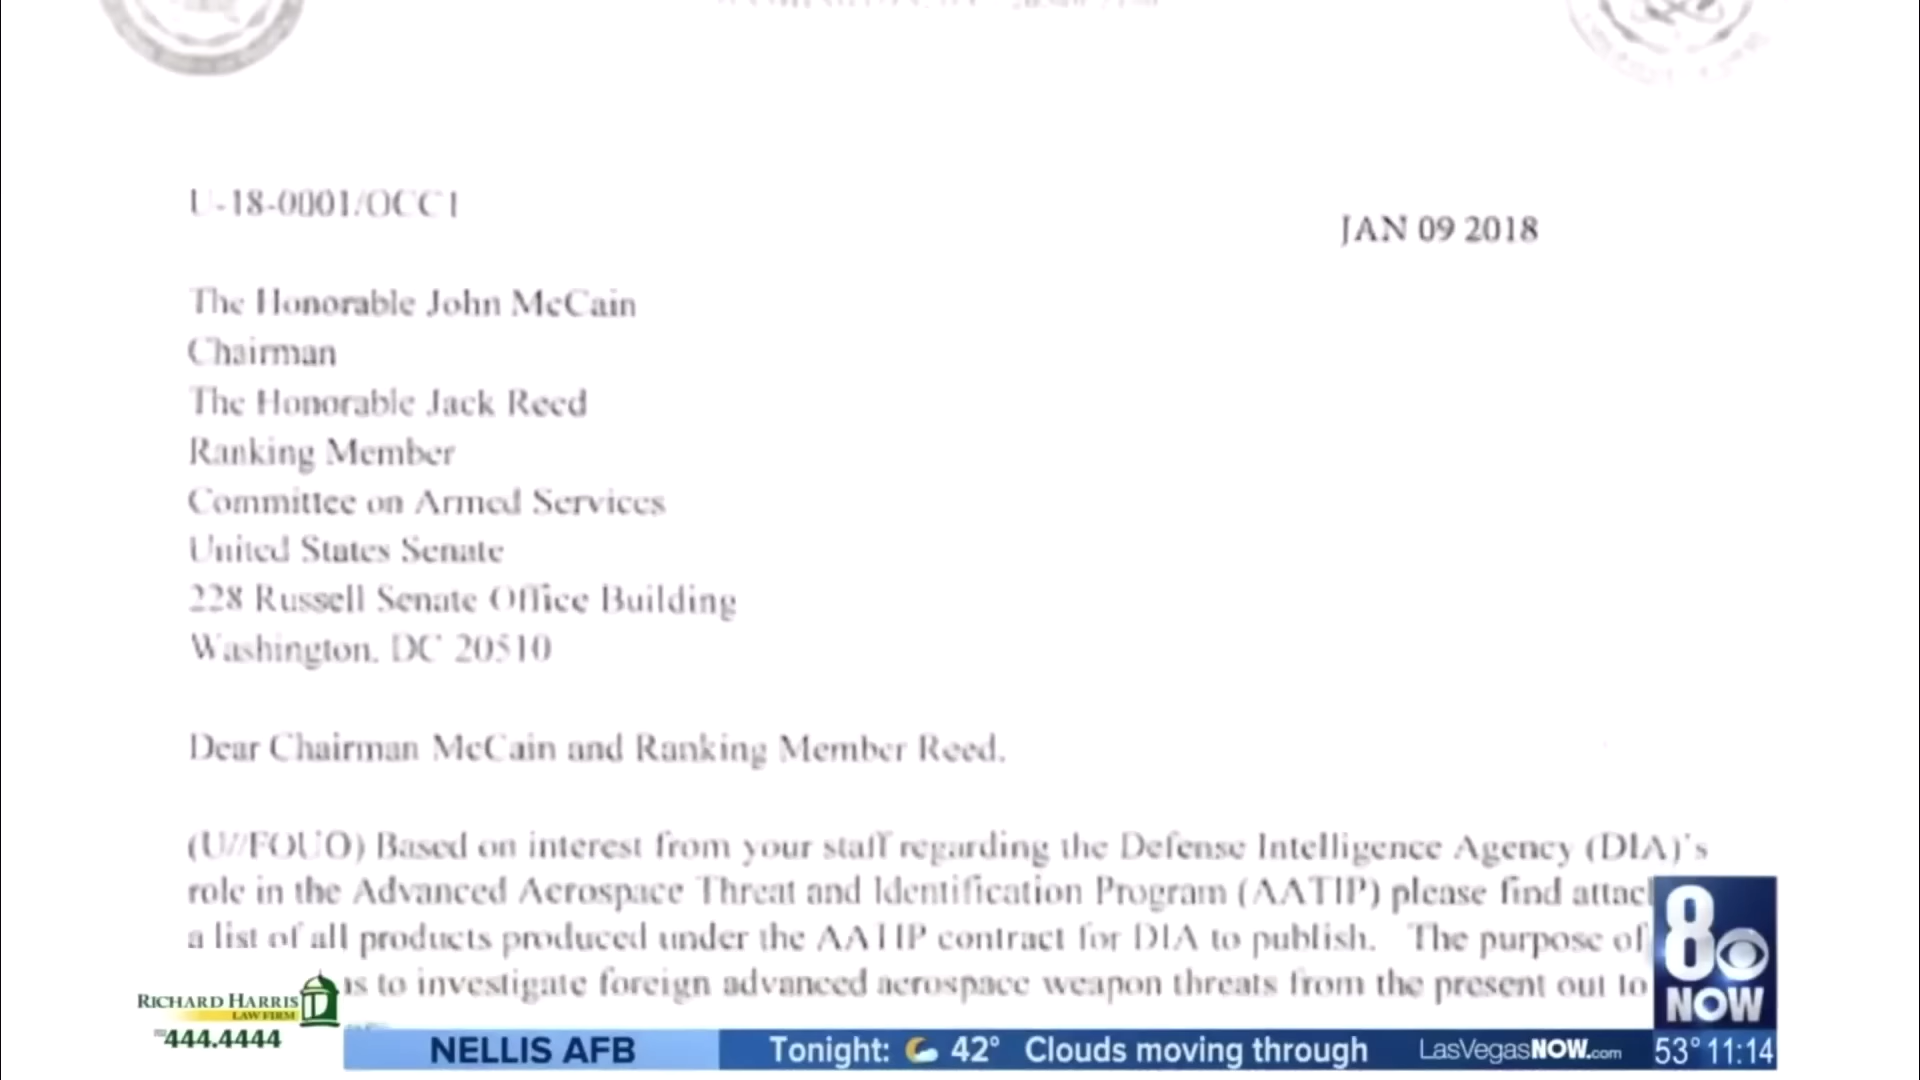 U-18-0001/OCC1
JAN 09 2018
The Honorable John McCain
Chairman
The Honorable Jack Reed
Ranking Member
Committee on Armed Services
United States Senate
228 Russell Senate Office Building
Washington, DC 20510
Dear Chairman McCain and Ranking Member Reed,
(U//FOUO) Based on interest from your staff regarding the Defense Intelligence Agency (DIA)'s
role in the Advanced Aerospace Threat and Identification Program (AATIP) please find attac
a list of all products produced under the AATIP contract for DIA to publish. The purpose of
as to investigate foreign advanced aerospace weapon threats from the present out to
8
NOW
RICHARD HARRIS
LAW FIRM
444.4444
NELLIS AFB
Tonight: 42° Clouds moving through
LasVegasNOW.com
53° 11:14